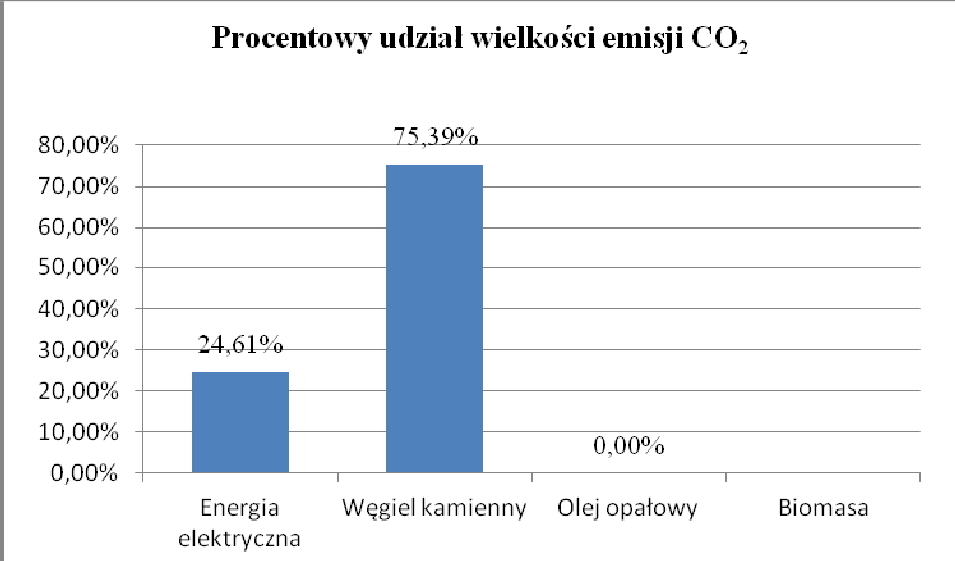 Procentowy udział wielkości emisji CO₂
80,00%
70,00%
60,00%
50,00%
40,00%
30,00%
20,00%
10,00%
0,00%
24,61%
75,39%
0,00%
Energia
elektryczna
Węgiel kamienny
Olej opałowy
Biomasa